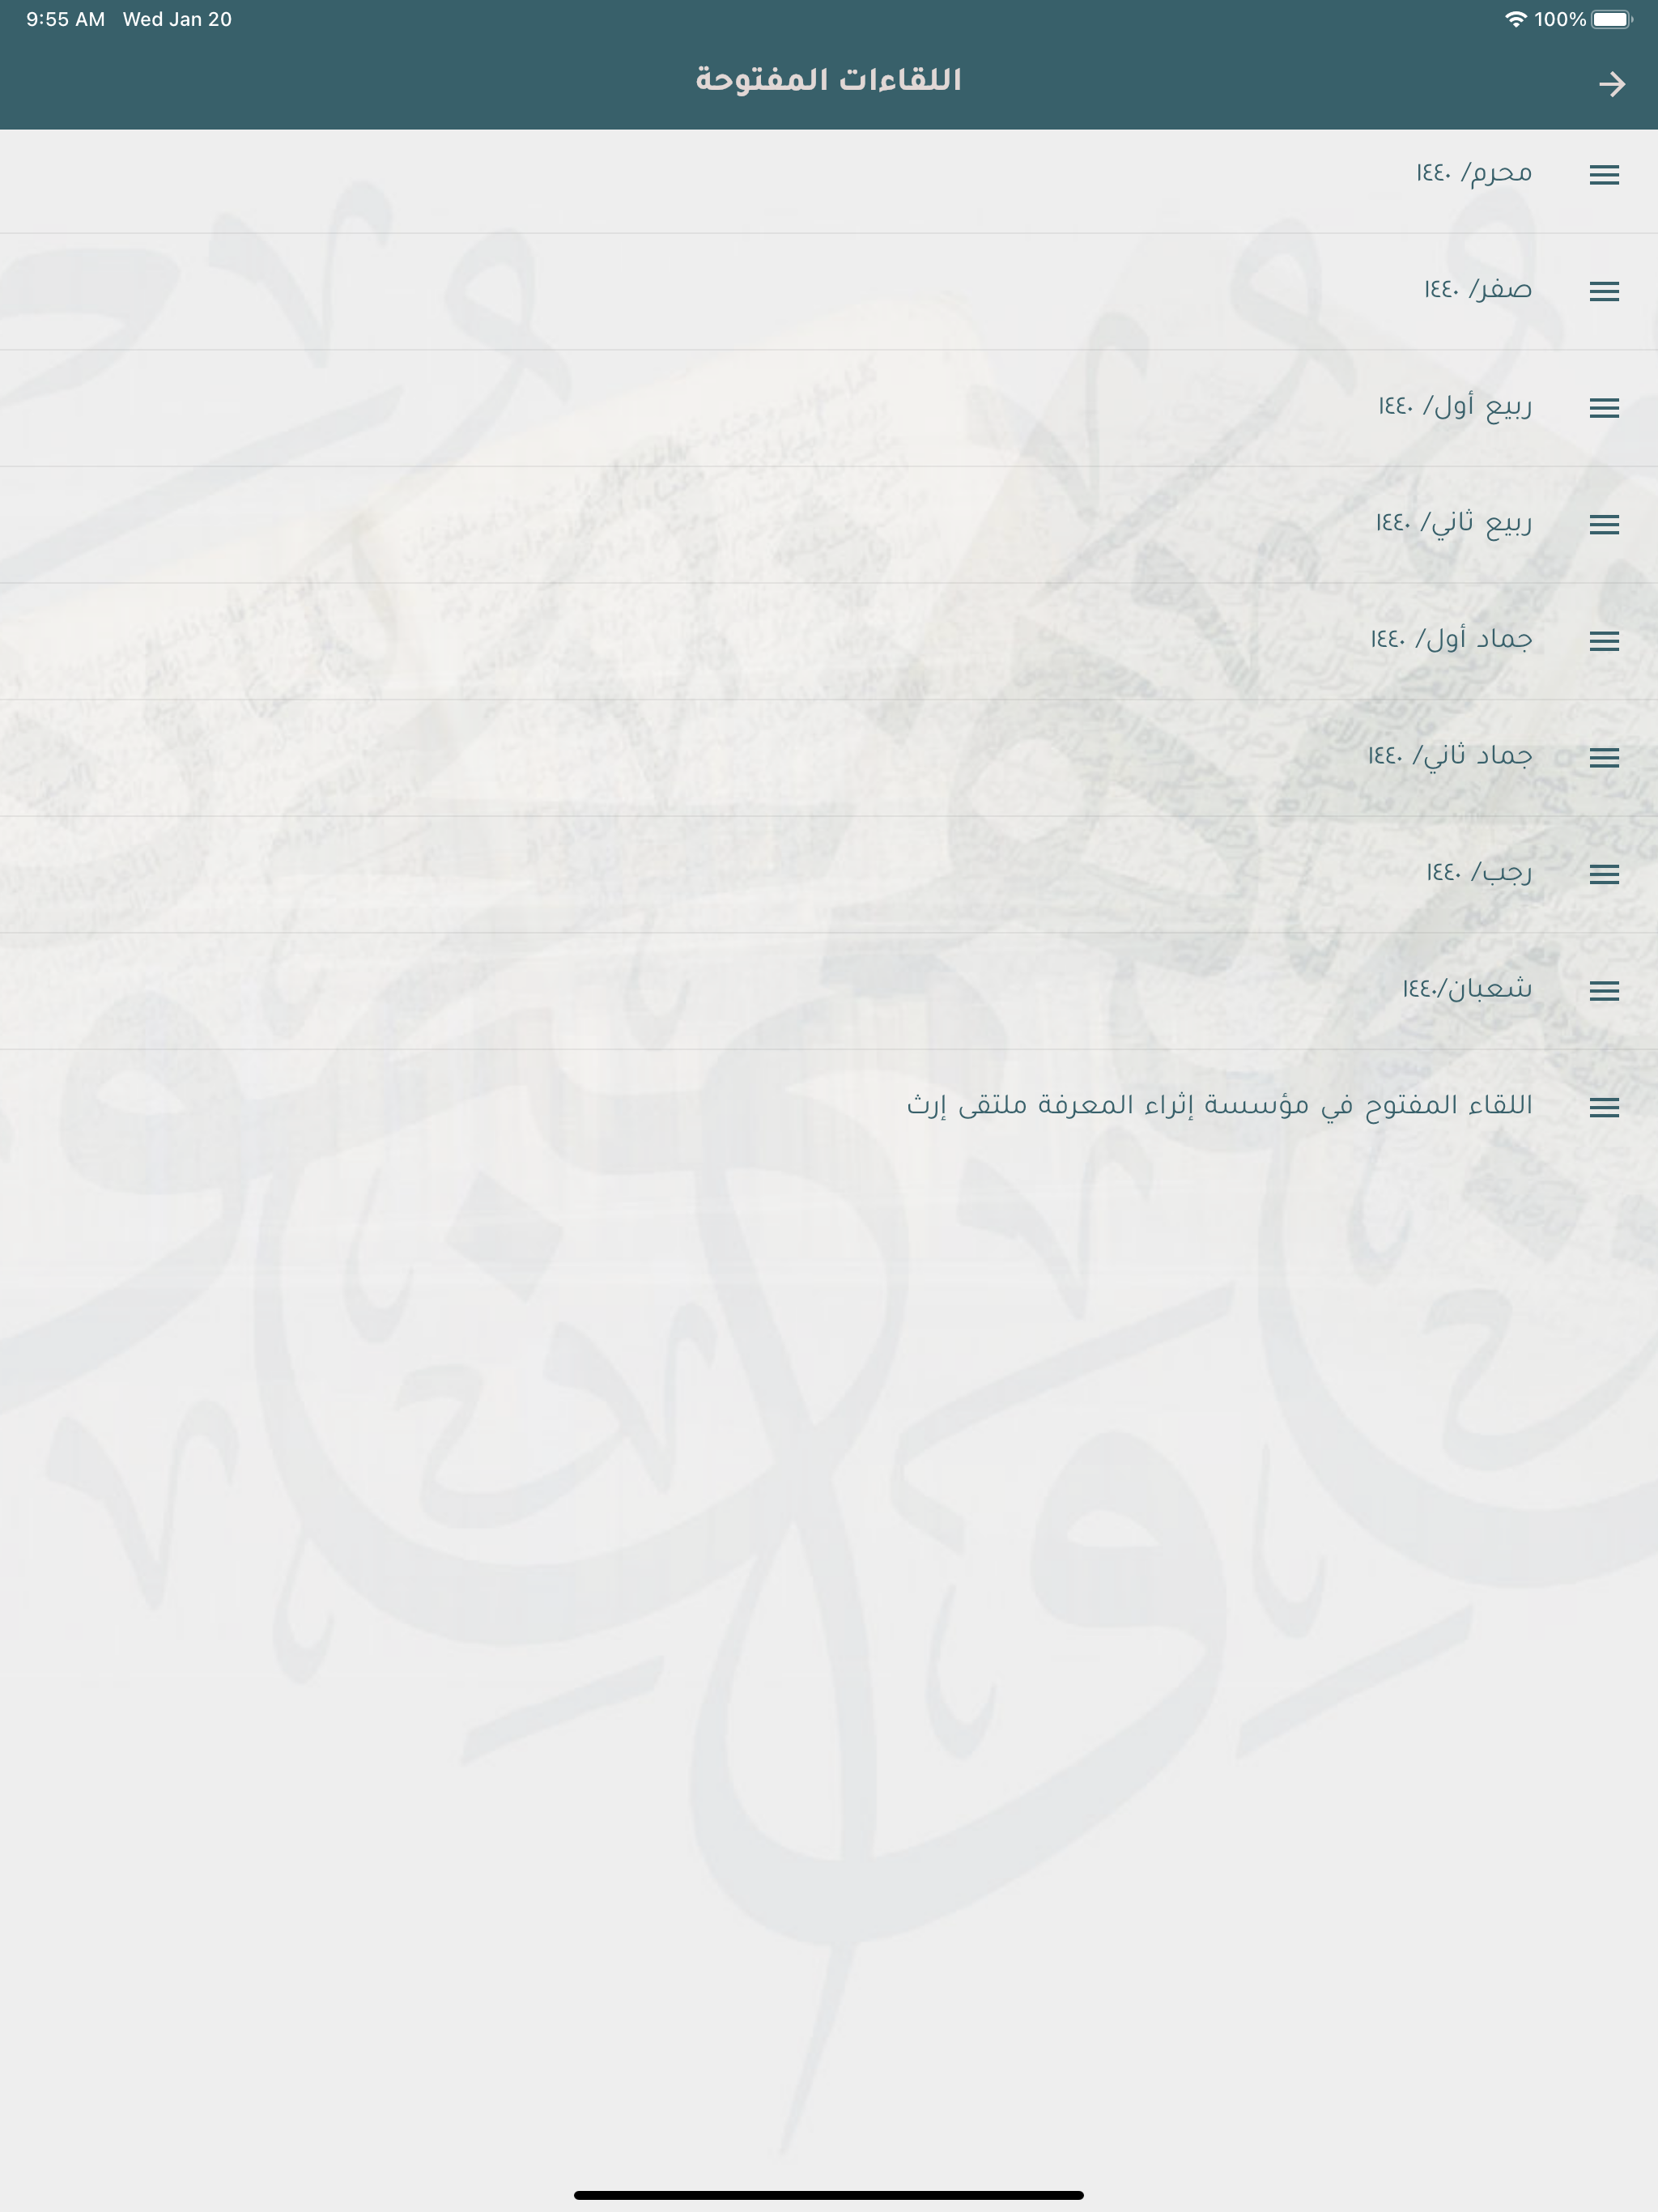 9:55 AM Wed Jan 20 100%
اللقاءات المفتوحة
محرم/ ١٤٤٠
صفر/ ١٤٤٠
ربيع أول/ ١٤٤٠
ربيع ثاني/ ١٤٤٠
جماد أول/ ١٤٤٠
جماد ثاني/ ١٤٤٠
رجب/ ١٤٤٠
شعبان/١٤٤٠
اللقاء المفتوح في مؤسسة إثراء المعرفة ملتقى إرث